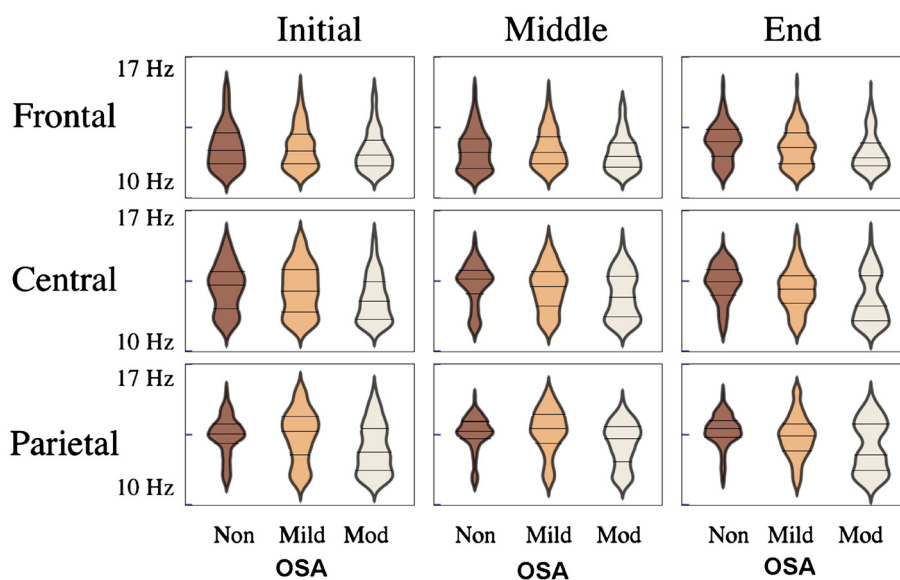 Initial Middle End
17 Hz
Frontal
10 Hz
17 Hz
Central
10 Hz
17 Hz
Parietal
10 Hz
Non Mild Mod Non Mild Mod Non Mild Mod
OSA OSA OSA